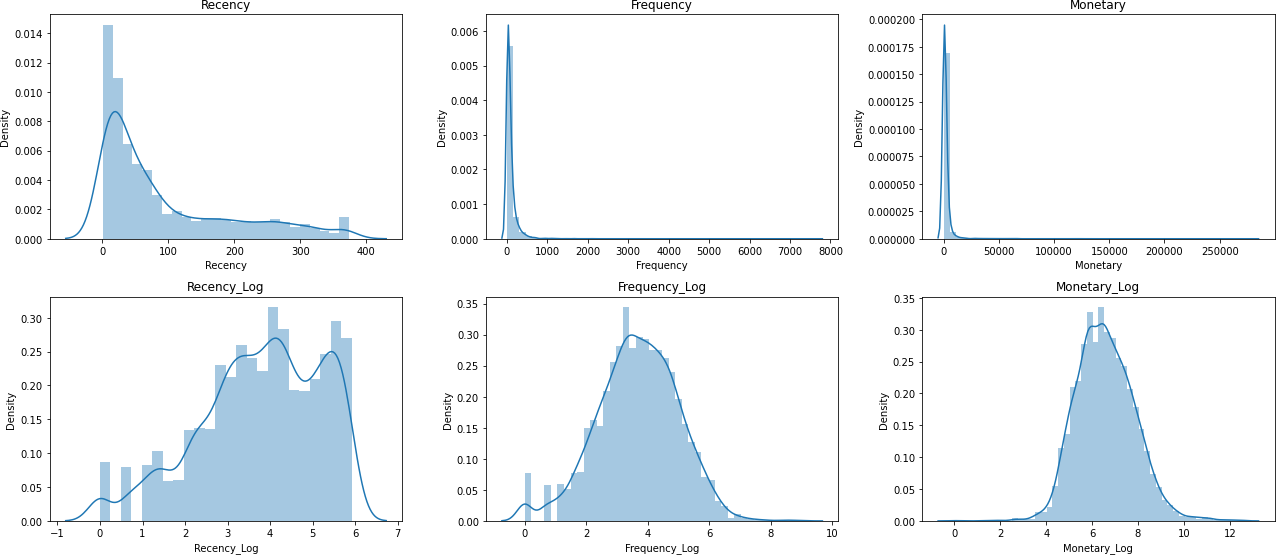 Recency
0.014
0.012
0.010
0.008
0.006
0.004
0.002
0.000
Density
0 100 200 300 400
Recency
Frequency
0.006
0.005
0.004
0.003
0.002
0.001
0.000
Density
0 1000 2000 3000 4000 5000 6000 7000 8000
Frequency
Monetary
0.000200
0.000175
0.000150
0.000125
0.000100
0.000075
0.000050
0.000025
0.000000
Density
0 50000 100000 150000 200000 250000
Monetary
Recency_Log
0.30
0.25
0.20
0.15
0.10
0.05
0.00
Density
−1 0 1 2 3 4 5 6 7
Recency_Log
Frequency_Log
0.35
0.30
0.25
0.20
0.15
0.10
0.05
0.00
Density
0 2 4 6 8 10
Frequency_Log
Monetary_Log
0.35
0.30
0.25
0.20
0.15
0.10
0.05
0.00
Density
0 2 4 6 8 10 12
Monetary_Log